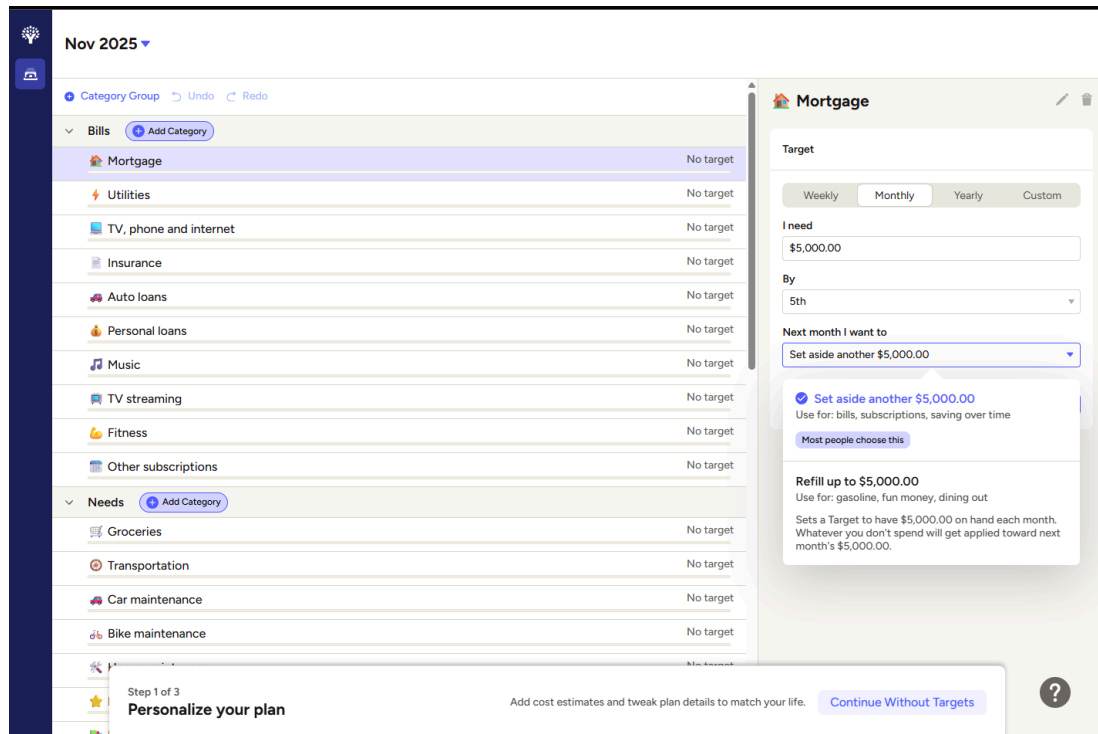 Nov 2025
Category Group Undo Redo
Bills Add Category
Mortgage No target
Utilities No target
TV, phone and internet No target
Insurance No target
Auto loans No target
Personal loans No target
Music No target
TV streaming No target
Fitness No target
Other subscriptions No target
Needs Add Category
Groceries No target
Transportation No target
Car maintenance No target
Bike maintenance No target
Mortgage
Target
Weekly Monthly Yearly Custom
I need
$5,000.00
By
5th
Next month I want to
Set aside another $5,000.00
Set aside another $5,000.00
Use for: bills, subscriptions, saving over time
Most people choose this
Refill up to $5,000.00
Use for: gasoline, fun money, dining out
Sets a Target to have $5,000.00 on hand each month.
Whatever you don't spend will get applied toward next
month's $5,000.00.
Step 1 of 3
Personalize your plan
Add cost estimates and tweak plan details to match your life.
Continue Without Targets
?